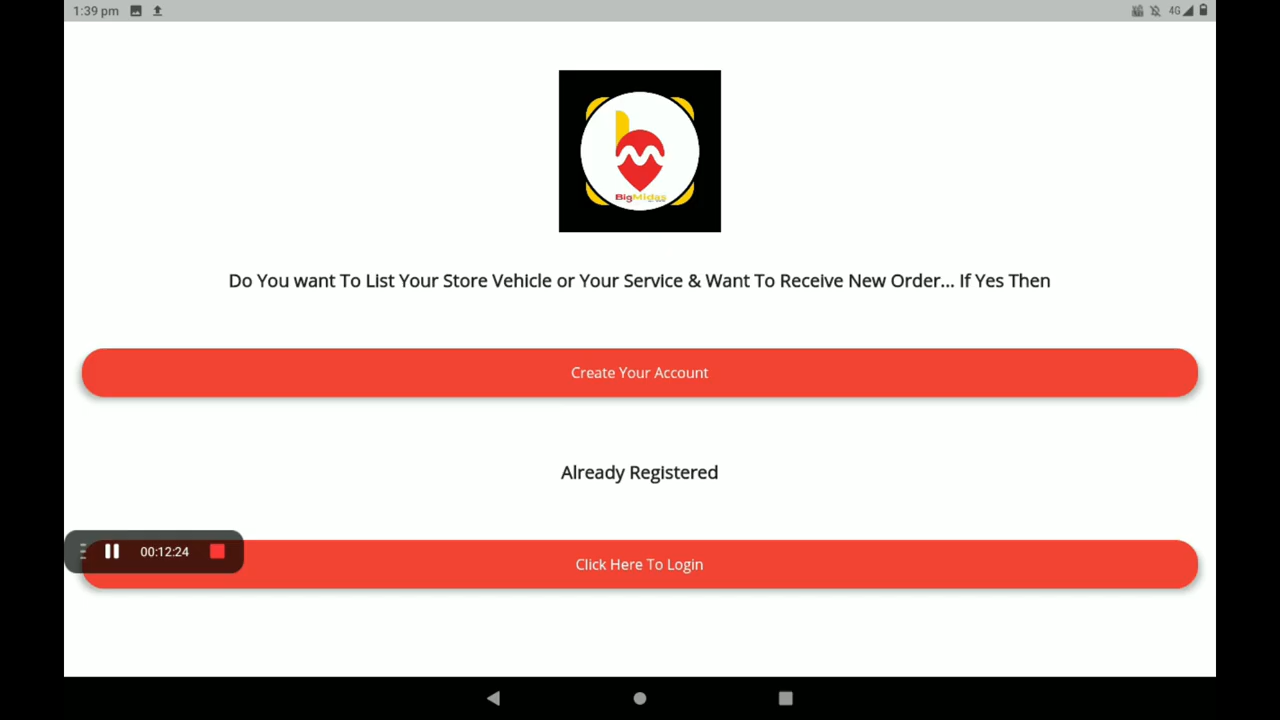 1:39 pm
4G
BigMidas
Do You want To List Your Store Vehicle or Your Service & Want To Receive New Order... If Yes Then
Create Your Account
Already Registered
00:12:24
Click Here To Login